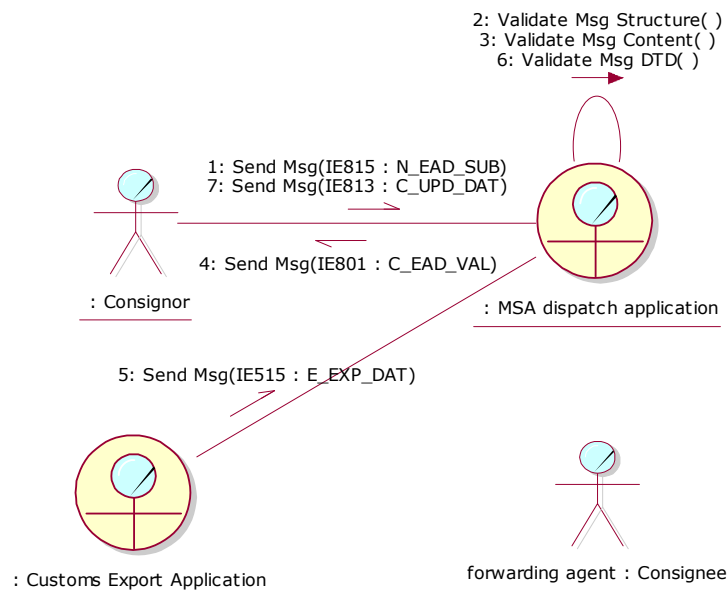 2: Validate Msg Structure( )
3: Validate Msg Content( )
6: Validate Msg DTD( )
1: Send Msg(IE815 : N_EAD_SUB)
7: Send Msg(IE813 : C_UPD_DAT)
4: Send Msg(IE801 : C_EAD_VAL)
: Consignor
: MSA dispatch application
5: Send Msg(IE515 : E_EXP_DAT)
: Customs Export Application
forwarding agent : Consignee